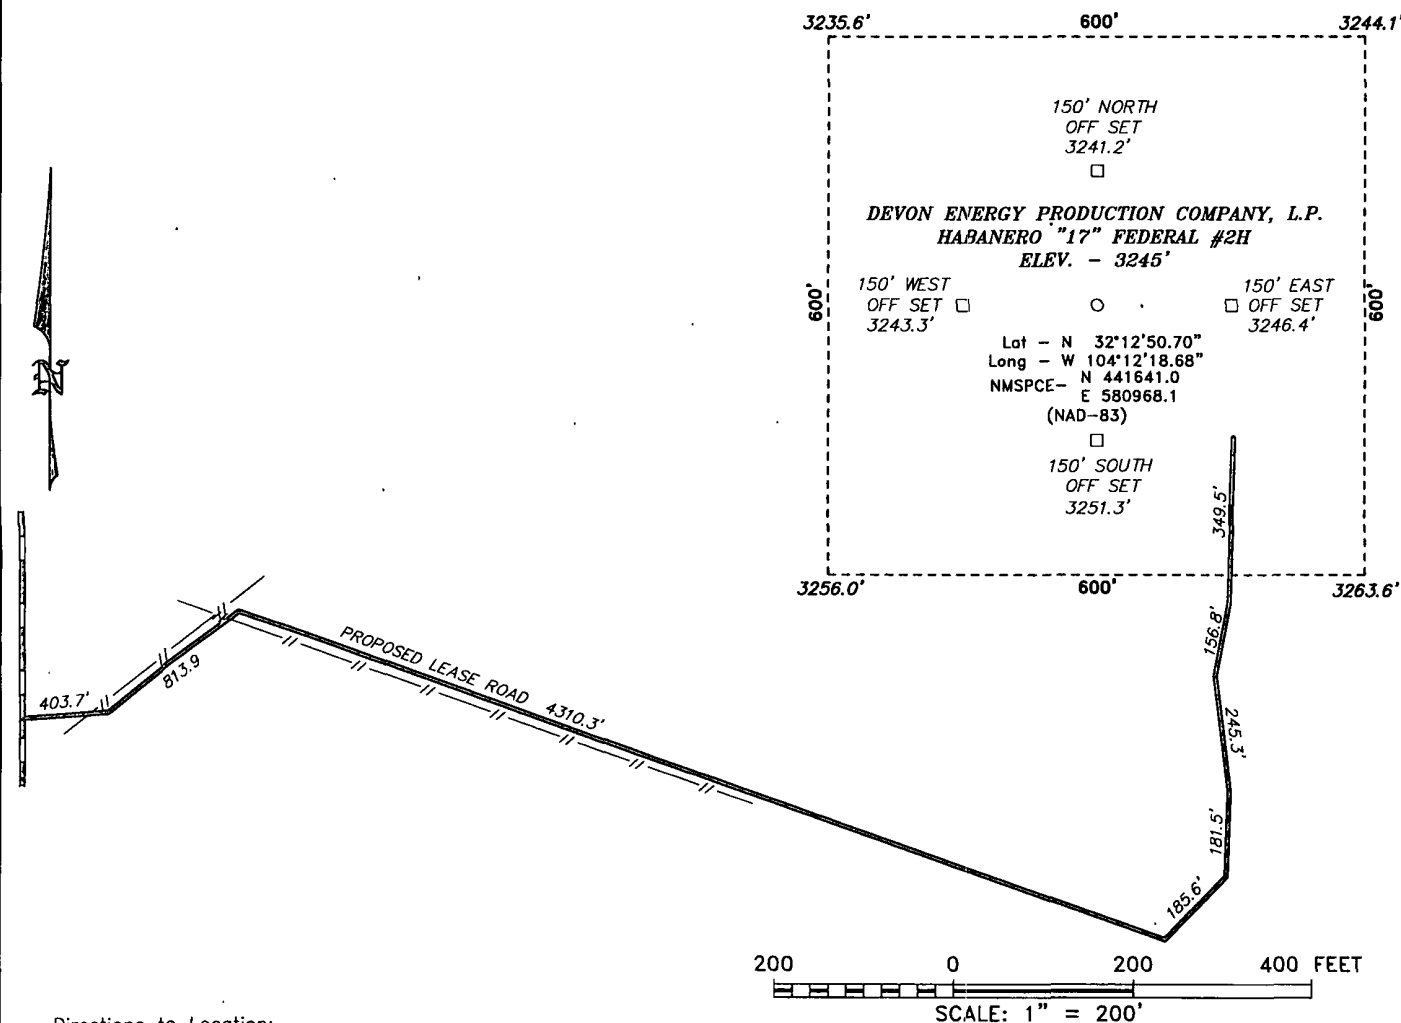 3235.6'
600'
3244.1'
150' NORTH
OFF SET
3241.2'
DEVON ENERGY PRODUCTION COMPANY, L.P.
HABANERO "17" FEDERAL #2H
ELEV. - 3245'
150' WEST
OFF SET
3243.3'
150' EAST
OFF SET
3246.4'
600'
600'
Lat - N 32°12'50.70"
Long - W 104°12'18.68"
NMSPCE- N 441641.0
E 580968.1
(NAD-83)
150' SOUTH
OFF SET
3251.3'
3256.0'
600'
3263.6'
N
349.5'
156.8'
245.3'
181.5'
185.6'
PROPOSED LEASE ROAD 4310.3'
813.9
403.7'
200 0 200 400 FEET
SCALE: 1" = 200'
Directions to Location: